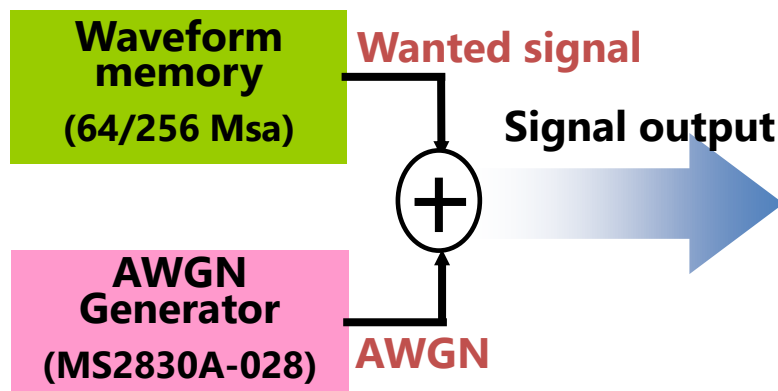 Waveform
memory
(64/256 Msa)
Wanted signal
Signal output
+
AWGN
Generator
(MS2830A-028)
AWGN